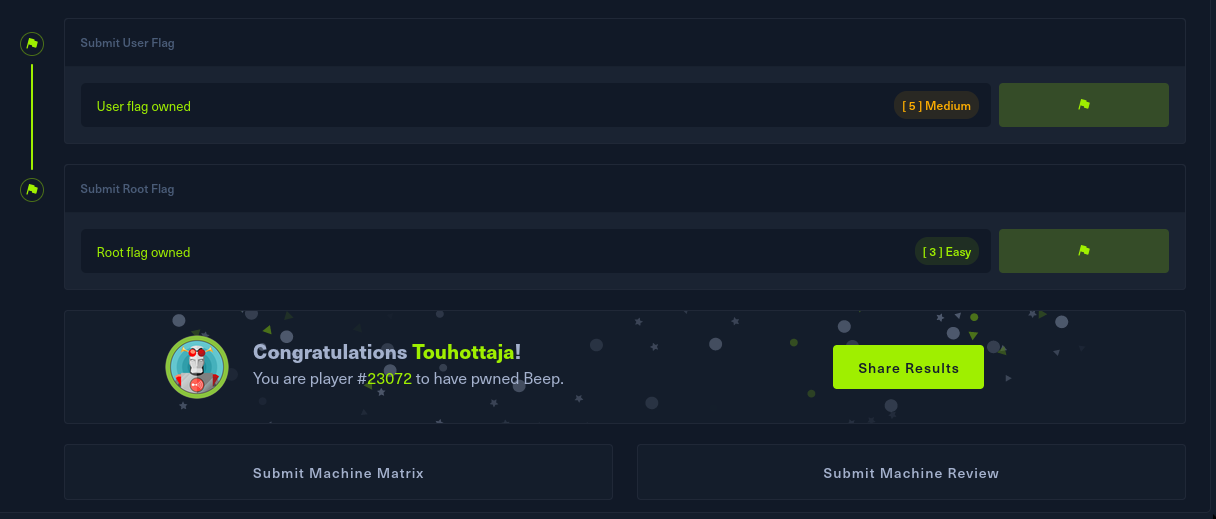 Submit User Flag
User flag owned
[ 5 ] Medium
Submit Root Flag
Root flag owned
[ 3 ] Easy
Congratulations Touhottaja!
You are player #23072 to have pwned Beep.
Share Results
Submit Machine Matrix
Submit Machine Review